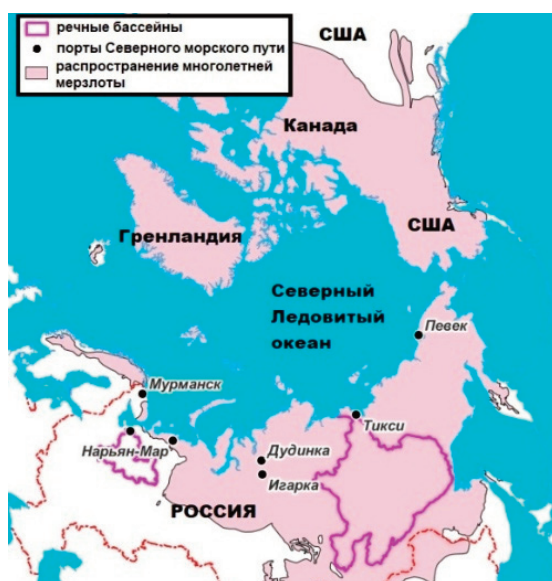 речные бассейны
порты Северного морского пути
распространение многолетней
мерзлоты
США
Канада
США
Гренландия
Северный
Ледовитый
океан
Певек
Мурманск
Тикси
Нарьян-Мар
Дудинка
Игарка
РОССИЯ